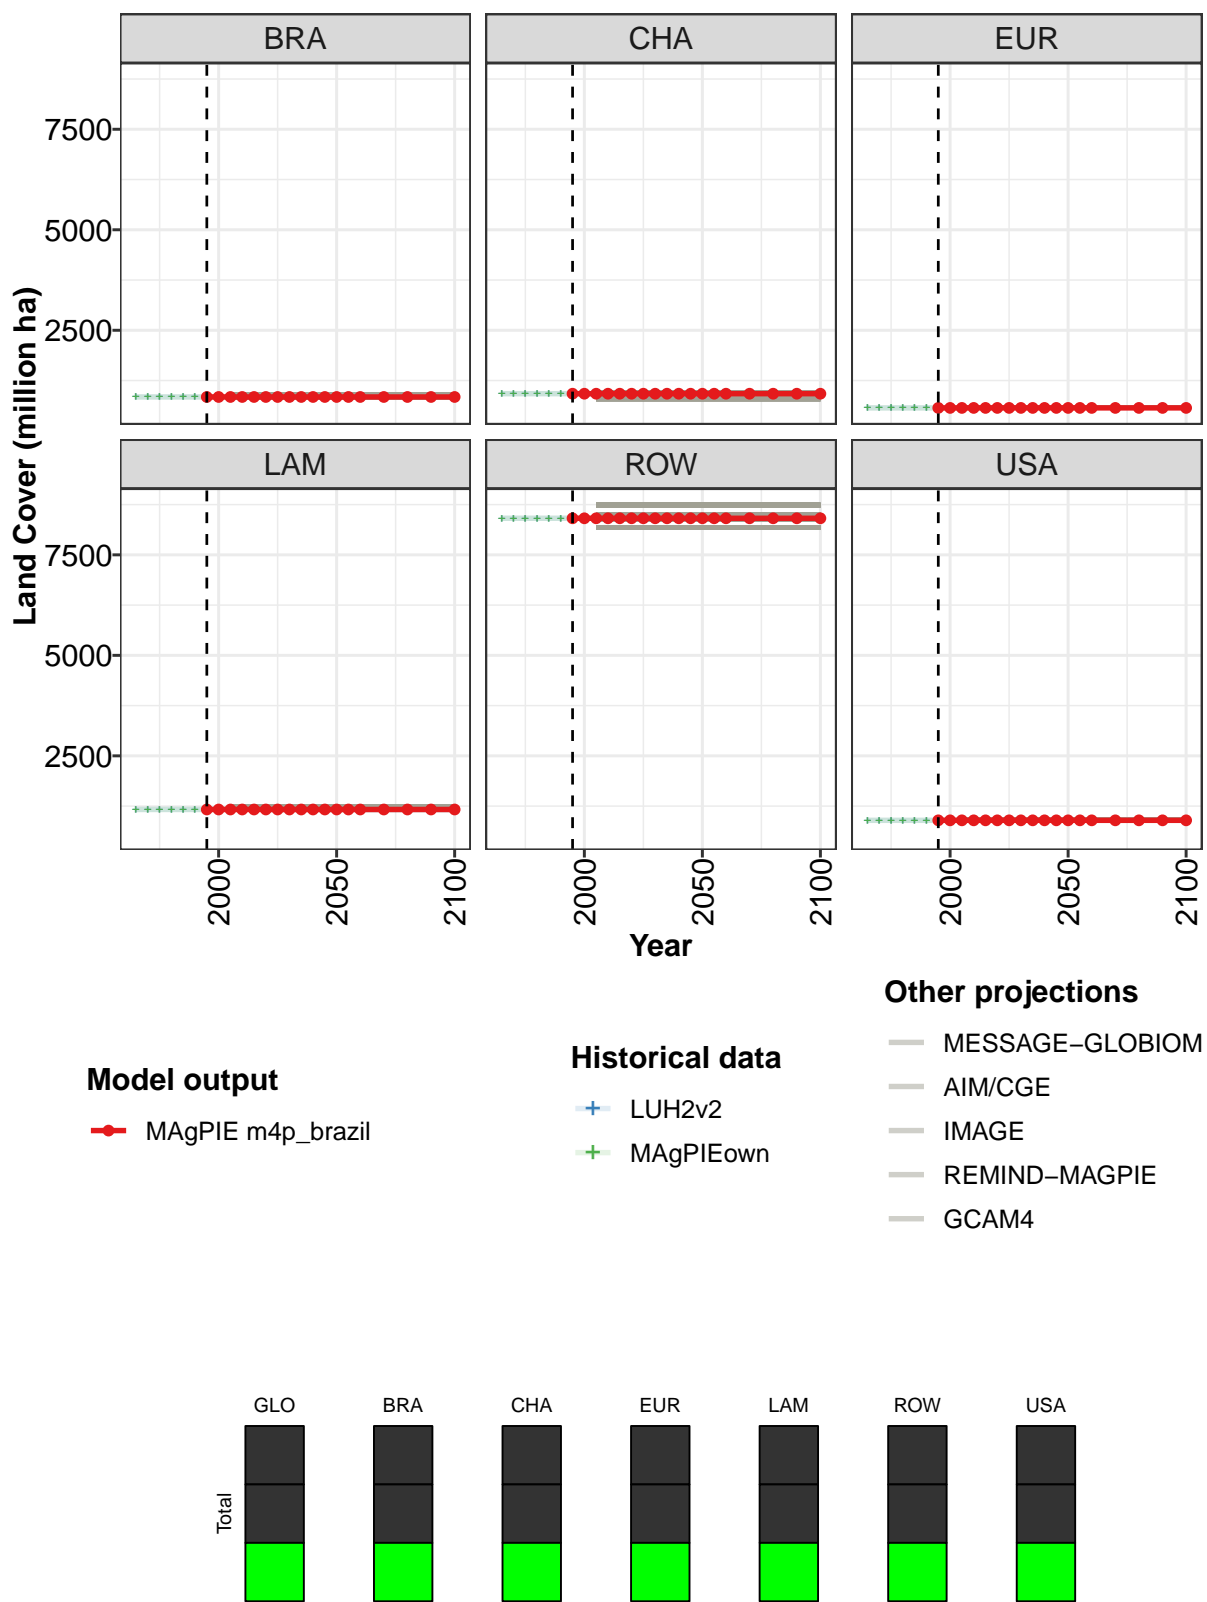 BRA
CHA
EUR
7500
5000
2500
LAM
ROW
USA
7500
5000
2500
Land Cover (million ha)
2000
2050
2100
2000
2050
2100
2000
2050
2100
Year
Model output
MAgPIE m4p_brazil
Historical data
LUH2v2
MAgPIEown
Other projections
MESSAGE−GLOBIOM
AIM/CGE
IMAGE
REMIND−MAGPIE
GCAM4
GLO
BRA
CHA
EUR
LAM
ROW
USA
Total